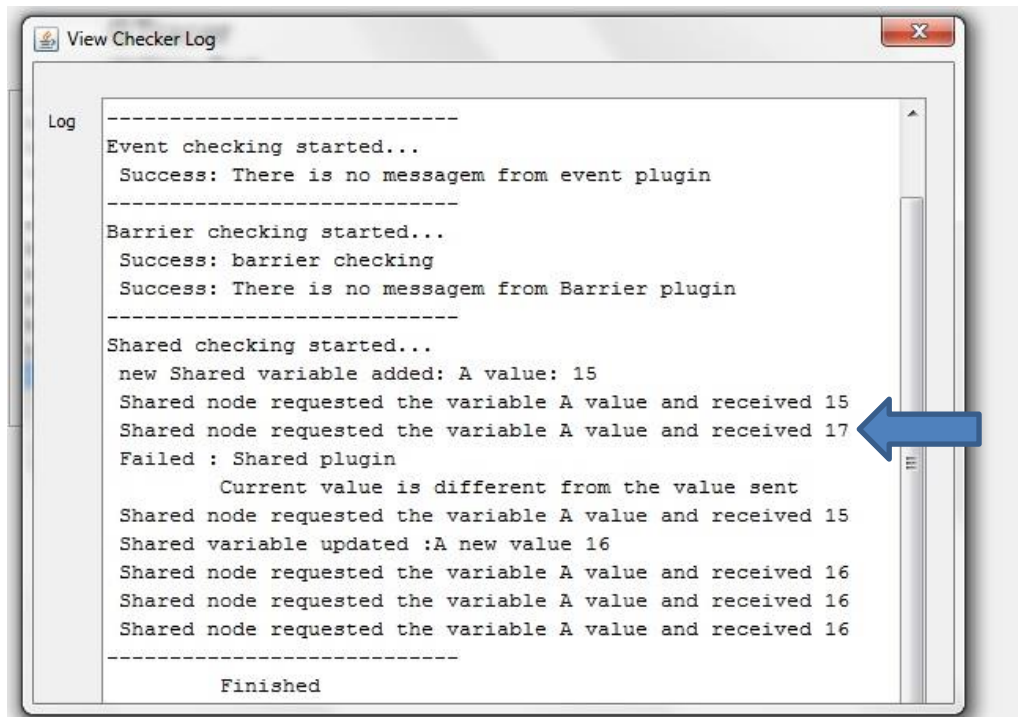 View Checker Log
Log
----------------------------
Event checking started...
Success: There is no messagem from event plugin
----------------------------
Barrier checking started...
Success: barrier checking
Success: There is no messagem from Barrier plugin
----------------------------
Shared checking started...
new Shared variable added: A value: 15
Shared node requested the variable A value and received 15
Shared node requested the variable A value and received 17
Failed : Shared plugin
Current value is different from the value sent
Shared node requested the variable A value and received 15
Shared variable updated :A new value 16
Shared node requested the variable A value and received 16
Shared node requested the variable A value and received 16
Shared node requested the variable A value and received 16
----------------------------
Finished